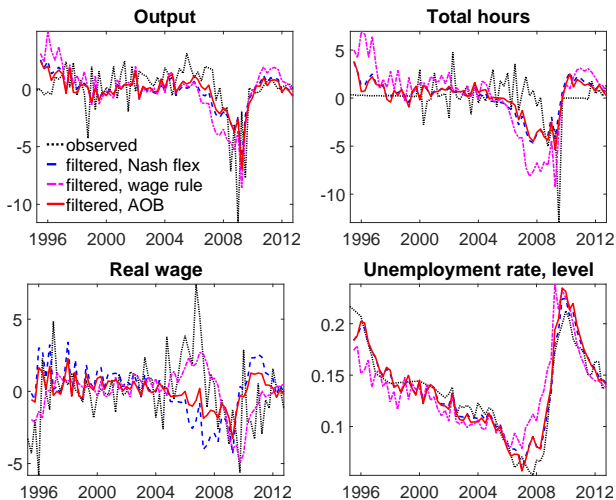 Output
0
-5
-10
observed
filtered, Nash flex
filtered, wage rule
filtered, AOB
1996 2000 2004 2008 2012
Total hours
5
0
-5
-10
1996 2000 2004 2008 2012
Real wage
5
0
-5
1996 2000 2004 2008 2012
Unemployment rate, level
0.2
0.15
0.1
1996 2000 2004 2008 2012